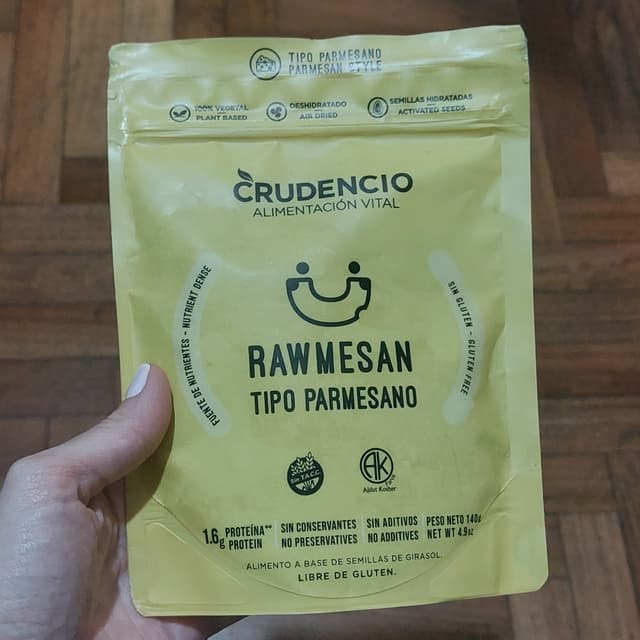 TIPO PARMESANO
PARMESAN STYLE
100% VEGETAL
PLANT BASED
DESHIDRATADO
AIR DRIED
SEMILLAS HIDRATADAS
ACTIVATED SEEDS
CRUDENCIO
ALIMENTACIÓN VITAL
FUENTE DE NUTRIENTES - NUTRIENT DENSE
SIN GLUTEN - GLUTEN FREE
RAWMESAN
TIPO PARMESANO
Sin T.A.C.C.
AK
Ajdut Kosher
1.6g PROTEÍNA**
PROTEIN
SIN CONSERVANTES
NO PRESERVATIVES
SIN ADITIVOS
NO ADDITIVES
PESO NETO 140g
NET WT 4.9oz
ALIMENTO A BASE DE SEMILLAS DE GIRASOL.
LIBRE DE GLUTEN.